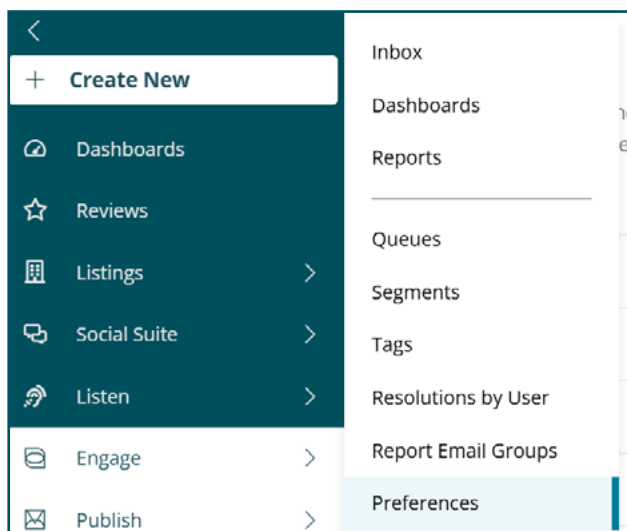 Create New
Dashboards
Reviews
Listings
Social Suite
Listen
Engage
Publish
Inbox
Dashboards
Reports
Queues
Segments
Tags
Resolutions by User
Report Email Groups
Preferences